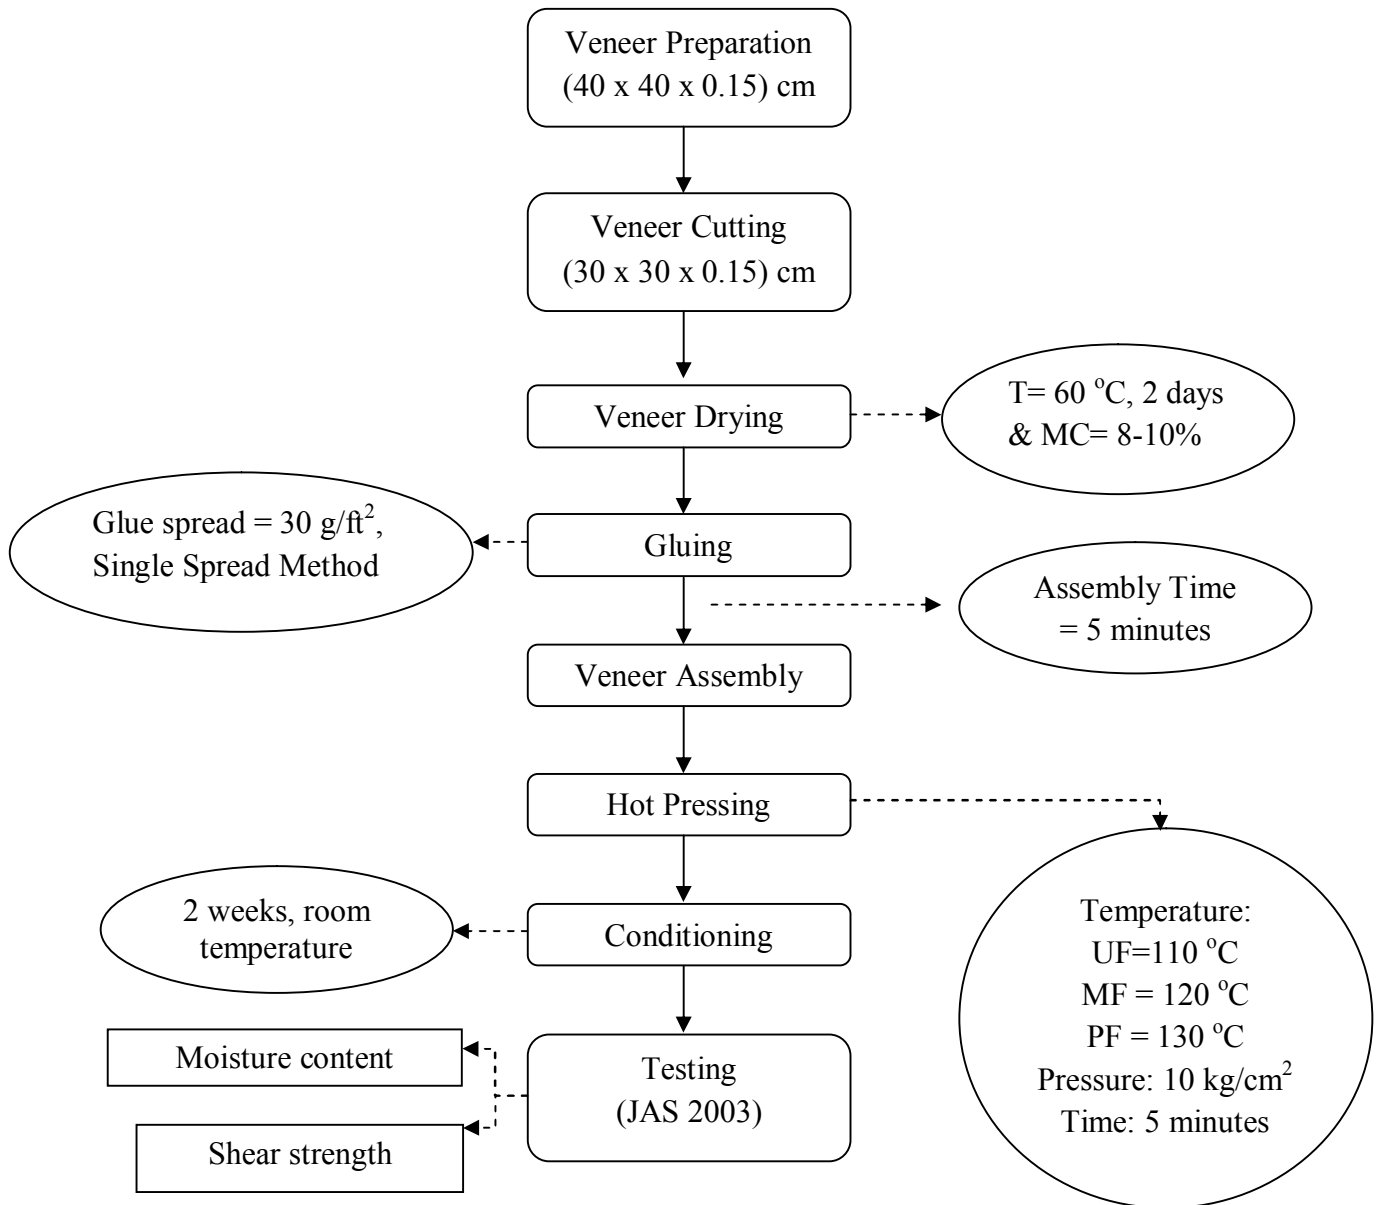 Veneer Preparation
(40 x 40 x 0.15) cm
Veneer Cutting
(30 x 30 x 0.15) cm
Veneer Drying
T= 60 °C, 2 days
& MC= 8-10%
Glue spread = 30 g/ft²,
Single Spread Method
Gluing
Assembly Time
= 5 minutes
Veneer Assembly
Hot Pressing
Temperature:
UF=110 °C
MF = 120 °C
PF = 130 °C
Pressure: 10 kg/cm²
Time: 5 minutes
2 weeks, room
temperature
Conditioning
Moisture content
Testing
(JAS 2003)
Shear strength